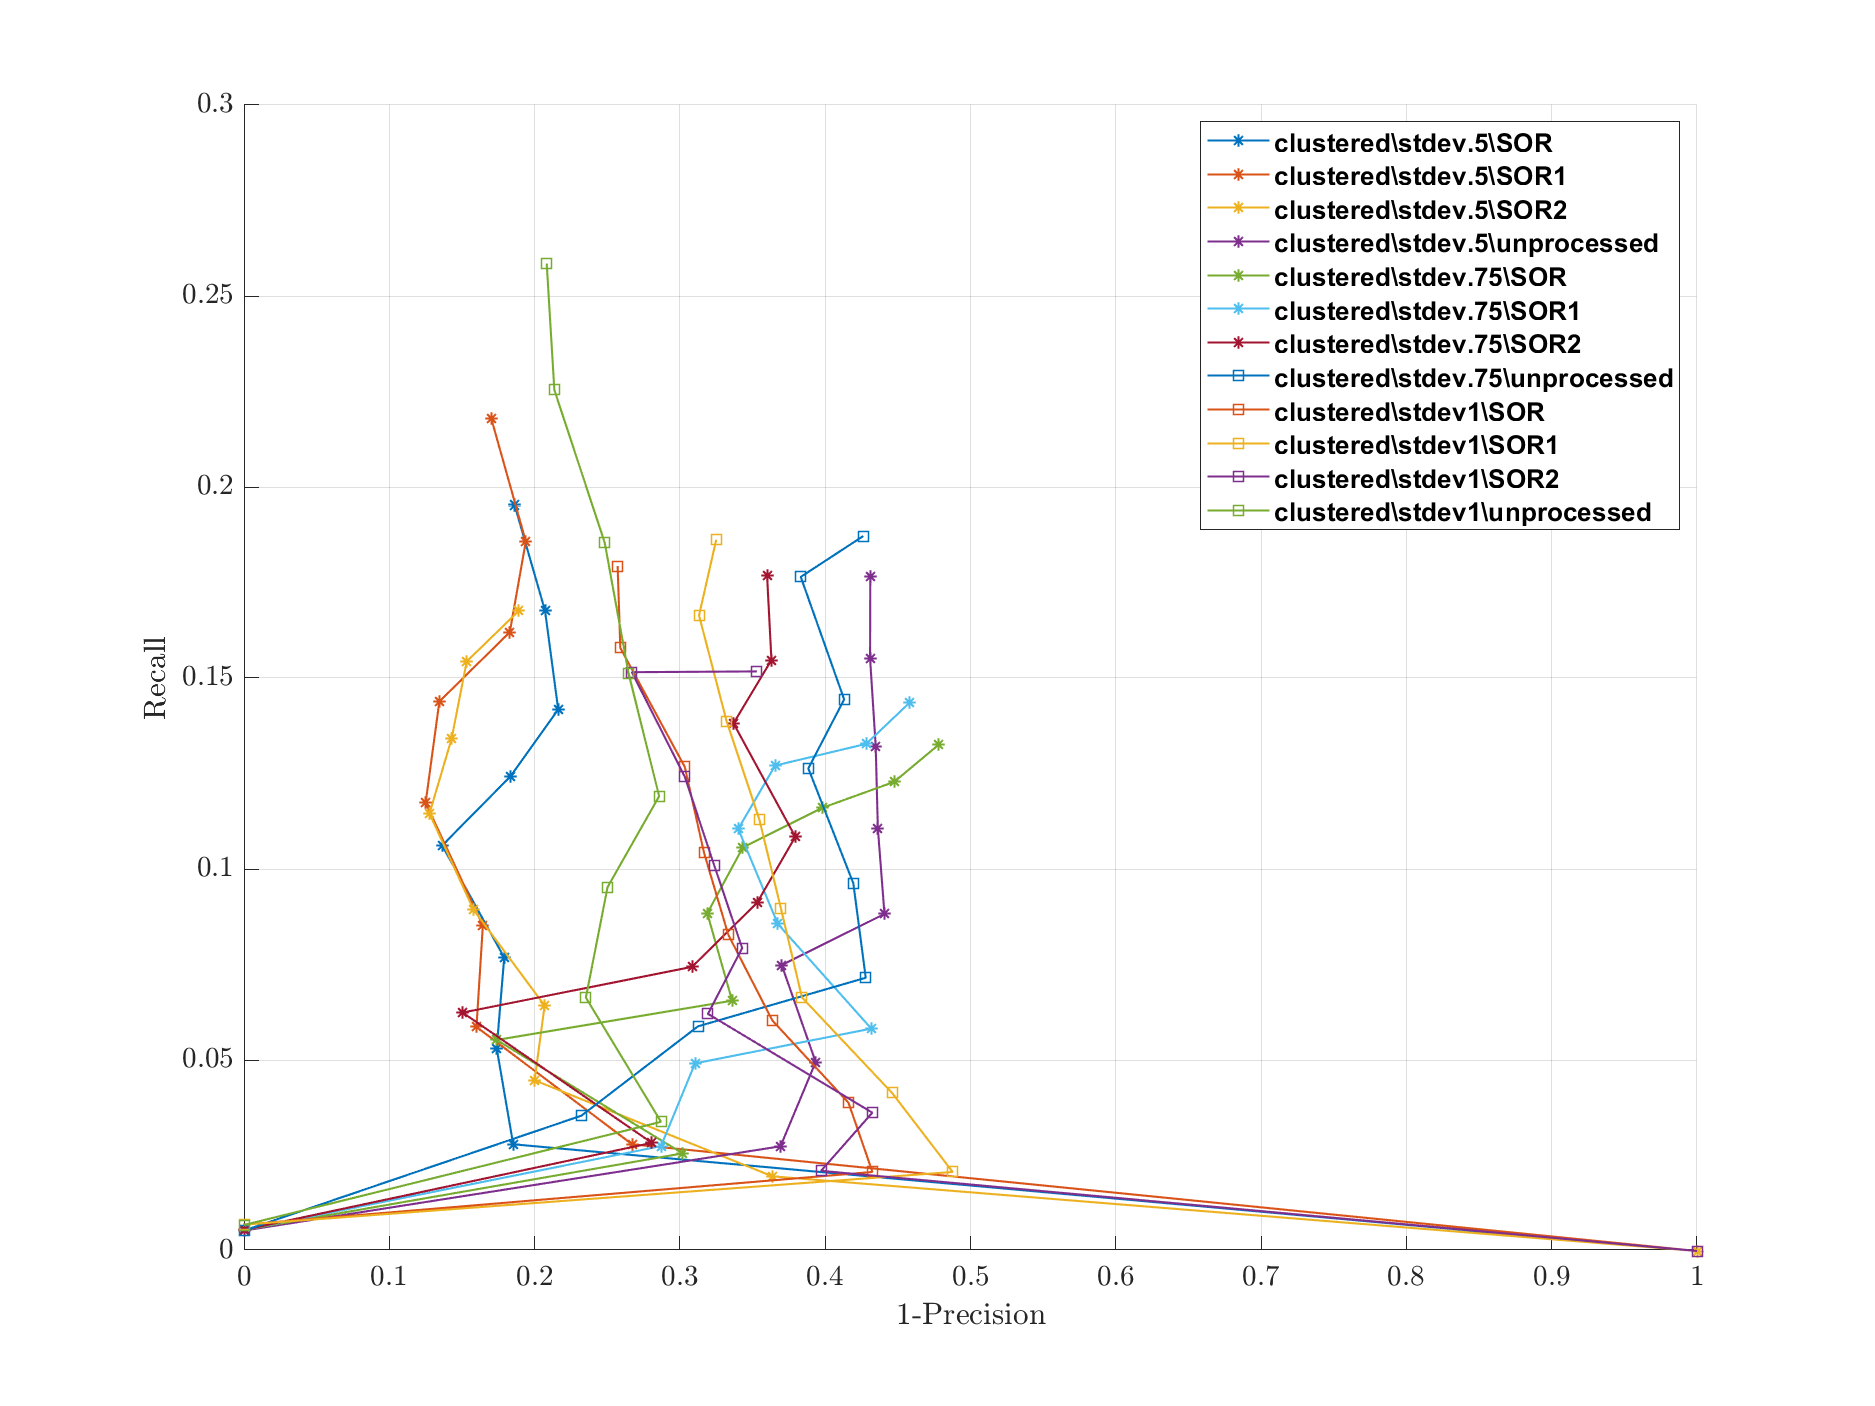 0.3
0.25
0.2
0.15
0.1
0.05
0
Recall
0 0.1 0.2 0.3 0.4 0.5 0.6 0.7 0.8 0.9 1
1-Precision
clustered\stdev.5\SOR
clustered\stdev.5\SOR1
clustered\stdev.5\SOR2
clustered\stdev.5\unprocessed
clustered\stdev.75\SOR
clustered\stdev.75\SOR1
clustered\stdev.75\SOR2
clustered\stdev.75\unprocessed
clustered\stdev1\SOR
clustered\stdev1\SOR1
clustered\stdev1\SOR2
clustered\stdev1\unprocessed